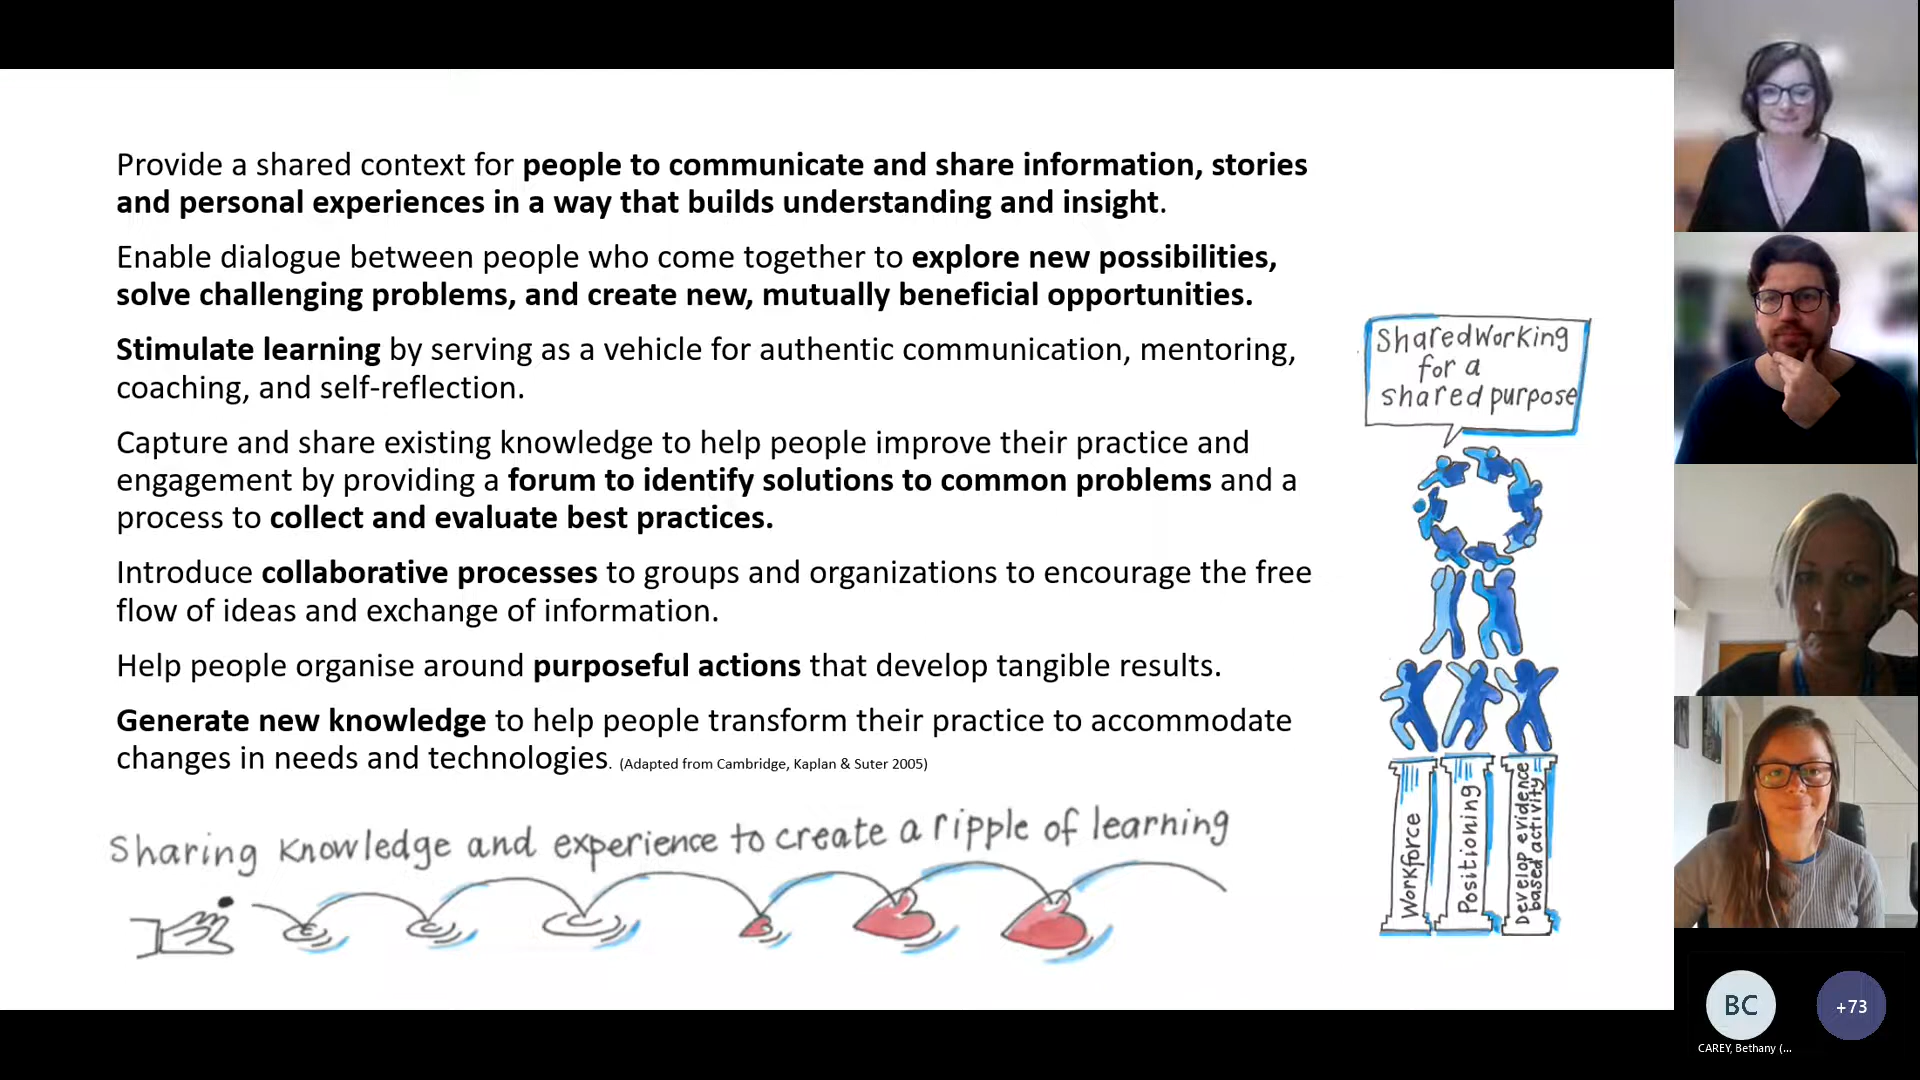 Provide a shared context for people to communicate and share information, stories
and personal experiences in a way that builds understanding and insight.
Enable dialogue between people who come together to explore new possibilities,
solve challenging problems, and create new, mutually beneficial opportunities.
Stimulate learning by serving as a vehicle for authentic communication, mentoring,
coaching, and self-reflection.
Capture and share existing knowledge to help people improve their practice and
engagement by providing a forum to identify solutions to common problems and a
process to collect and evaluate best practices.
Introduce collaborative processes to groups and organizations to encourage the free
flow of ideas and exchange of information.
Help people organise around purposeful actions that develop tangible results.
Generate new knowledge to help people transform their practice to accommodate
changes in needs and technologies. (Adapted from Cambridge, Kaplan & Suter 2005)
Sharing knowledge and experience to create a ripple of learning
Shared working
for a
shared purpose
Workforce
Positioning
Develop evidence
based activity
BC
CAREY, Bethany (...
+73